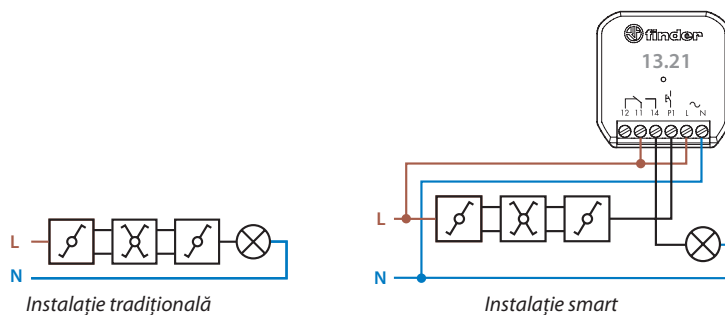 finder
13.21
12 11 14 P1 L N
L
N
Instalație tradițională
L
N
Instalație smart